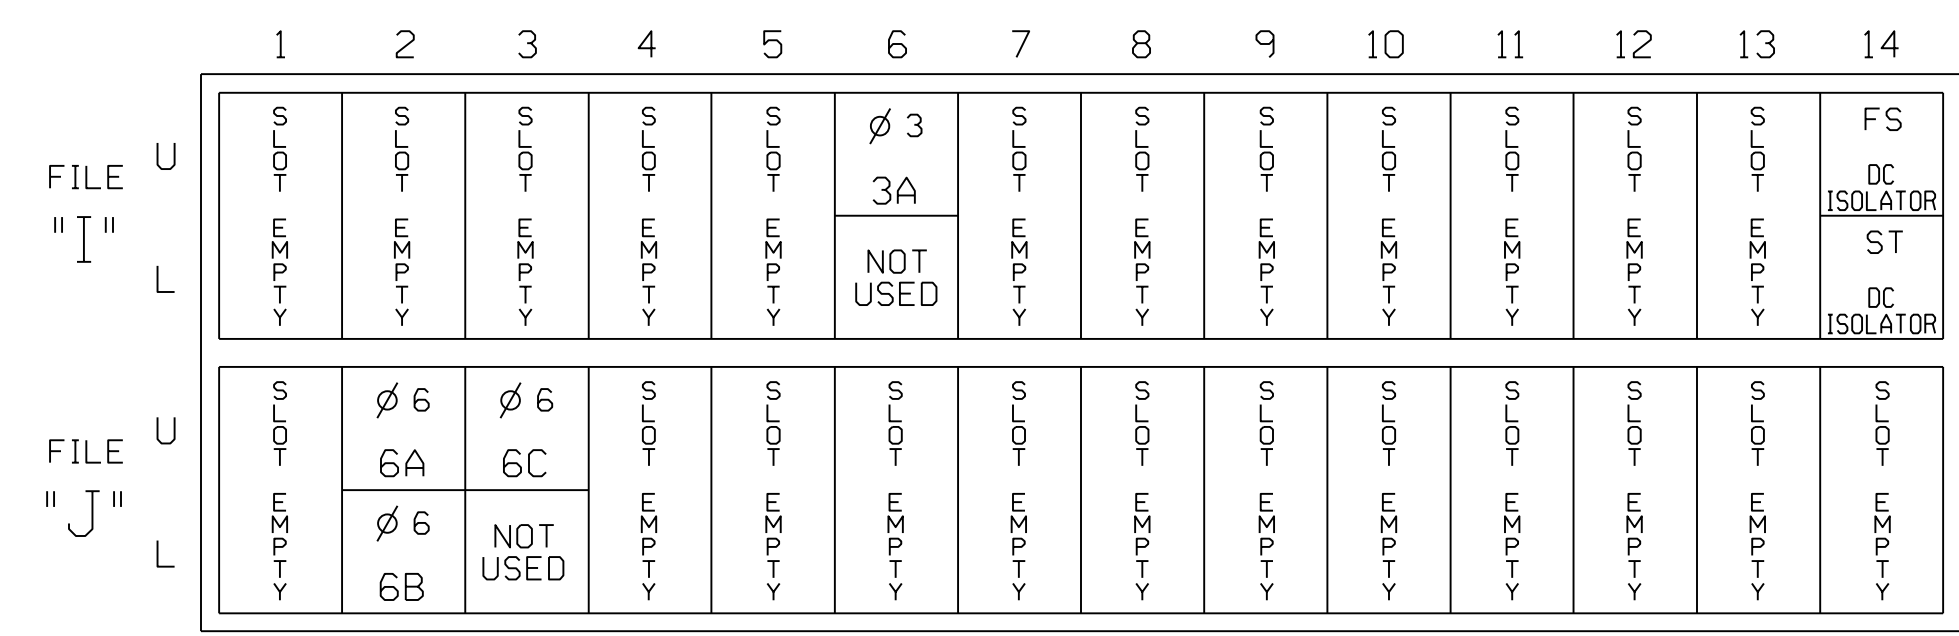 1 2 3 4 5 6 7 8 9 10 11 12 13 14
FILE
"I"
U
L
SLOT EMPTY
SLOT EMPTY
SLOT EMPTY
SLOT EMPTY
SLOT EMPTY
Ø 3
3A
NOT
USED
SLOT EMPTY
SLOT EMPTY
SLOT EMPTY
SLOT EMPTY
SLOT EMPTY
SLOT EMPTY
SLOT EMPTY
FS
DC
ISOLATOR
ST
DC
ISOLATOR
FILE
"J"
U
L
SLOT EMPTY
Ø 6
6A
Ø 6
6B
Ø 6
6C
NOT
USED
SLOT EMPTY
SLOT EMPTY
SLOT EMPTY
SLOT EMPTY
SLOT EMPTY
SLOT EMPTY
SLOT EMPTY
SLOT EMPTY
SLOT EMPTY
SLOT EMPTY
SLOT EMPTY